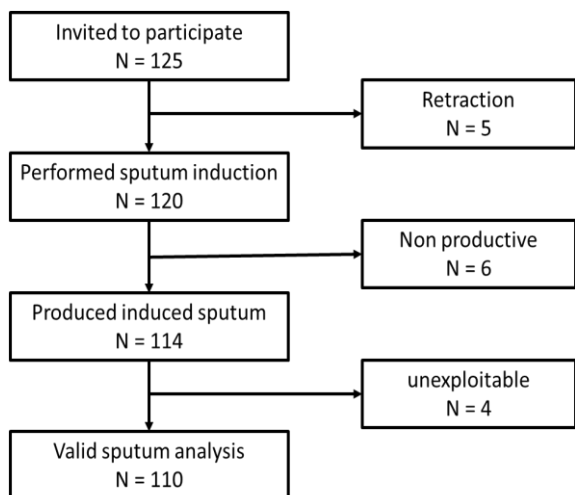 Invited to participate
N = 125
Retraction
N = 5
Performed sputum induction
N = 120
Non productive
N = 6
Produced induced sputum
N = 114
unexploitable
N = 4
Valid sputum analysis
N = 110